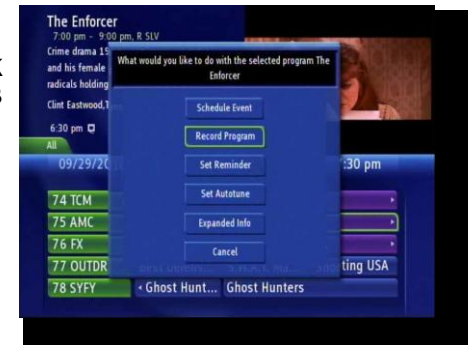 The Enforcer
7:00 pm - 9:00 pm, R SLV
Crime drama 15
and his female
radicals holding
Clint Eastwood,
6:30 pm
All
What would you like to do with the selected program The
Enforcer
Schedule Event
Record Program
Set Reminder
Set Autotune
Expanded Info
Cancel
09/29/20 :30 pm
74 TCM
75 AMC
76 FX
77 OUTDR ting USA
78 SYFY Ghost Hunt... Ghost Hunters